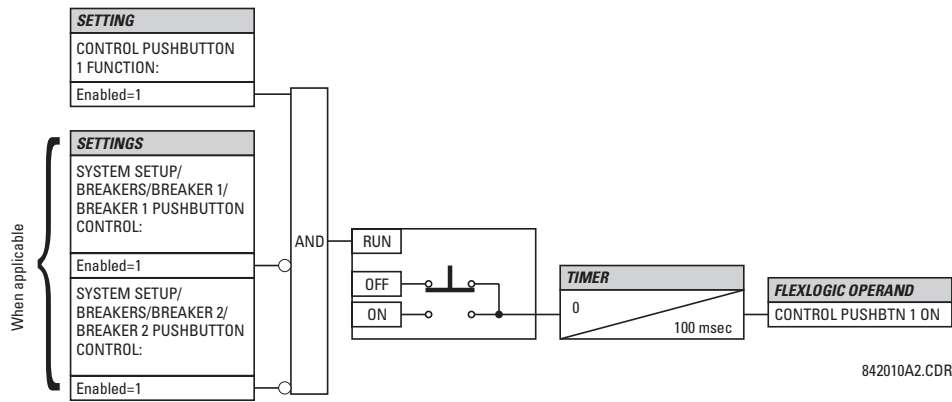 SETTING
CONTROL PUSHBUTTON
1 FUNCTION:
Enabled=1
When applicable
SETTINGS
SYSTEM SETUP/
BREAKERS/BREAKER 1/
BREAKER 1 PUSHBUTTON
CONTROL:
Enabled=1
SYSTEM SETUP/
BREAKERS/BREAKER 2/
BREAKER 2 PUSHBUTTON
CONTROL:
Enabled=1
AND
RUN
OFF
ON
TIMER
0
100 msec
FLEXLOGIC OPERAND
CONTROL PUSHBTN 1 ON
842010A2.CDR